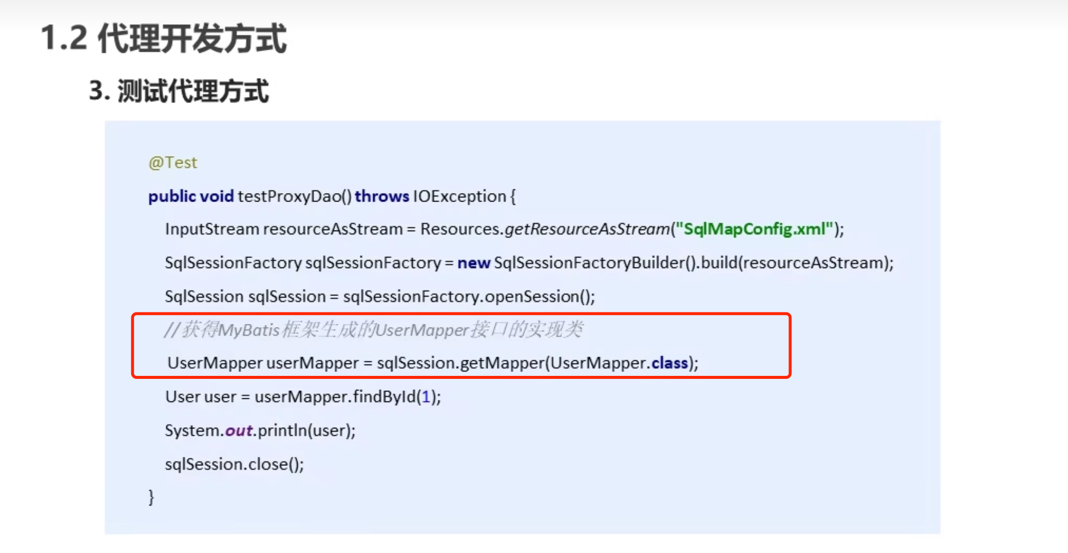 1.2 代理开发方式
3. 测试代理方式
@Test
public void testProxyDao() throws IOException {
InputStream resourceAsStream = Resources.getResourceAsStream("SqlMapConfig.xml");
SqlSessionFactory sqlSessionFactory = new SqlSessionFactoryBuilder().build(resourceAsStream);
SqlSession sqlSession = sqlSessionFactory.openSession();
//获得MyBatis框架生成的UserMapper接口的实现类
UserMapper userMapper = sqlSession.getMapper(UserMapper.class);
User user = userMapper.findById(1);
System.out.println(user);
sqlSession.close();
}